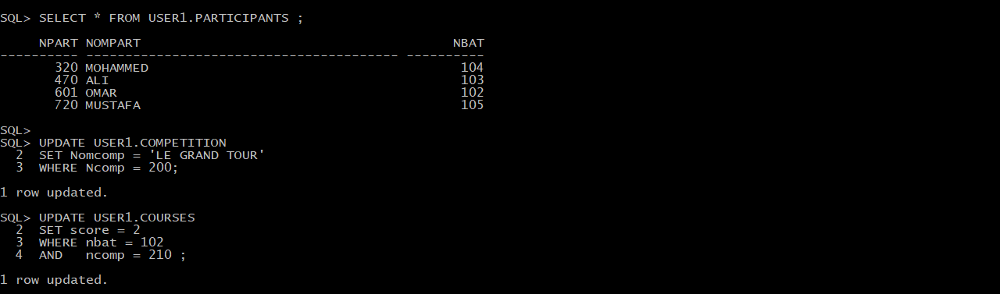 SQL> SELECT * FROM USER1.PARTICIPANTS ;
     NPART NOMPART                                        NBAT
---------- ---------------------------------------- ----------
       320 MOHAMMED                                        104
       470 ALI                                             103
       601 OMAR                                            102
       720 MUSTAFA                                         105
SQL>
SQL> UPDATE USER1.COMPETITION
  2  SET Nomcomp = 'LE GRAND TOUR'
  3  WHERE Ncomp = 200;
1 row updated.
SQL> UPDATE USER1.COURSES
  2  SET score = 2
  3  WHERE nbat = 102
  4  AND   ncomp = 210 ;
1 row updated.